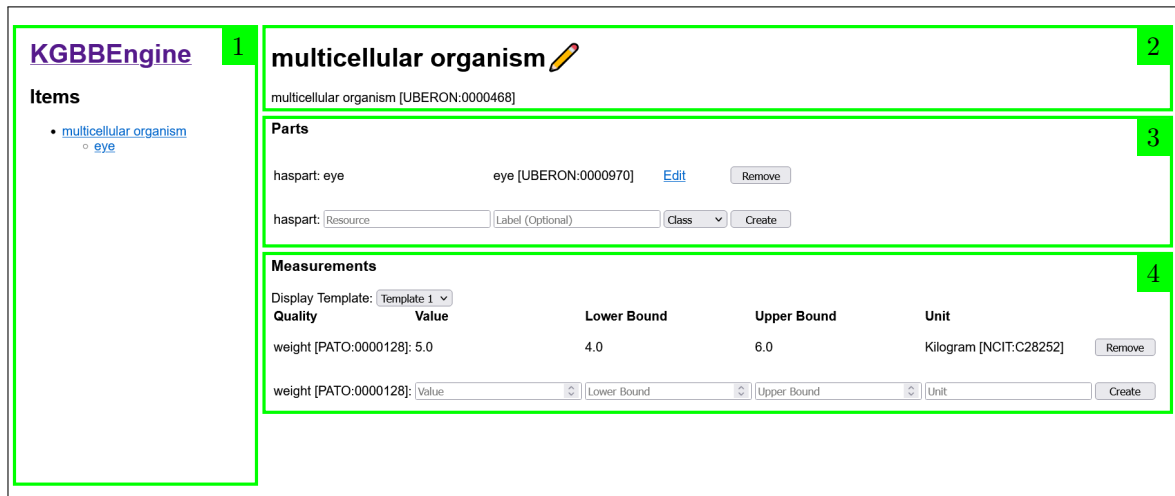 KGBBEngine
1
Items
multicellular organism
eye
multicellular organism
2
multicellular organism [UBERON:0000468]
Parts
3
haspart: eye eye [UBERON:0000970] Edit Remove
haspart: Resource Label (Optional) Class Create
Measurements
4
Display Template: Template 1
Quality Value Lower Bound Upper Bound Unit
weight [PATO:0000128]: 5.0 4.0 6.0 Kilogram [NCIT:C28252] Remove
weight [PATO:0000128]: Value Lower Bound Upper Bound Unit Create